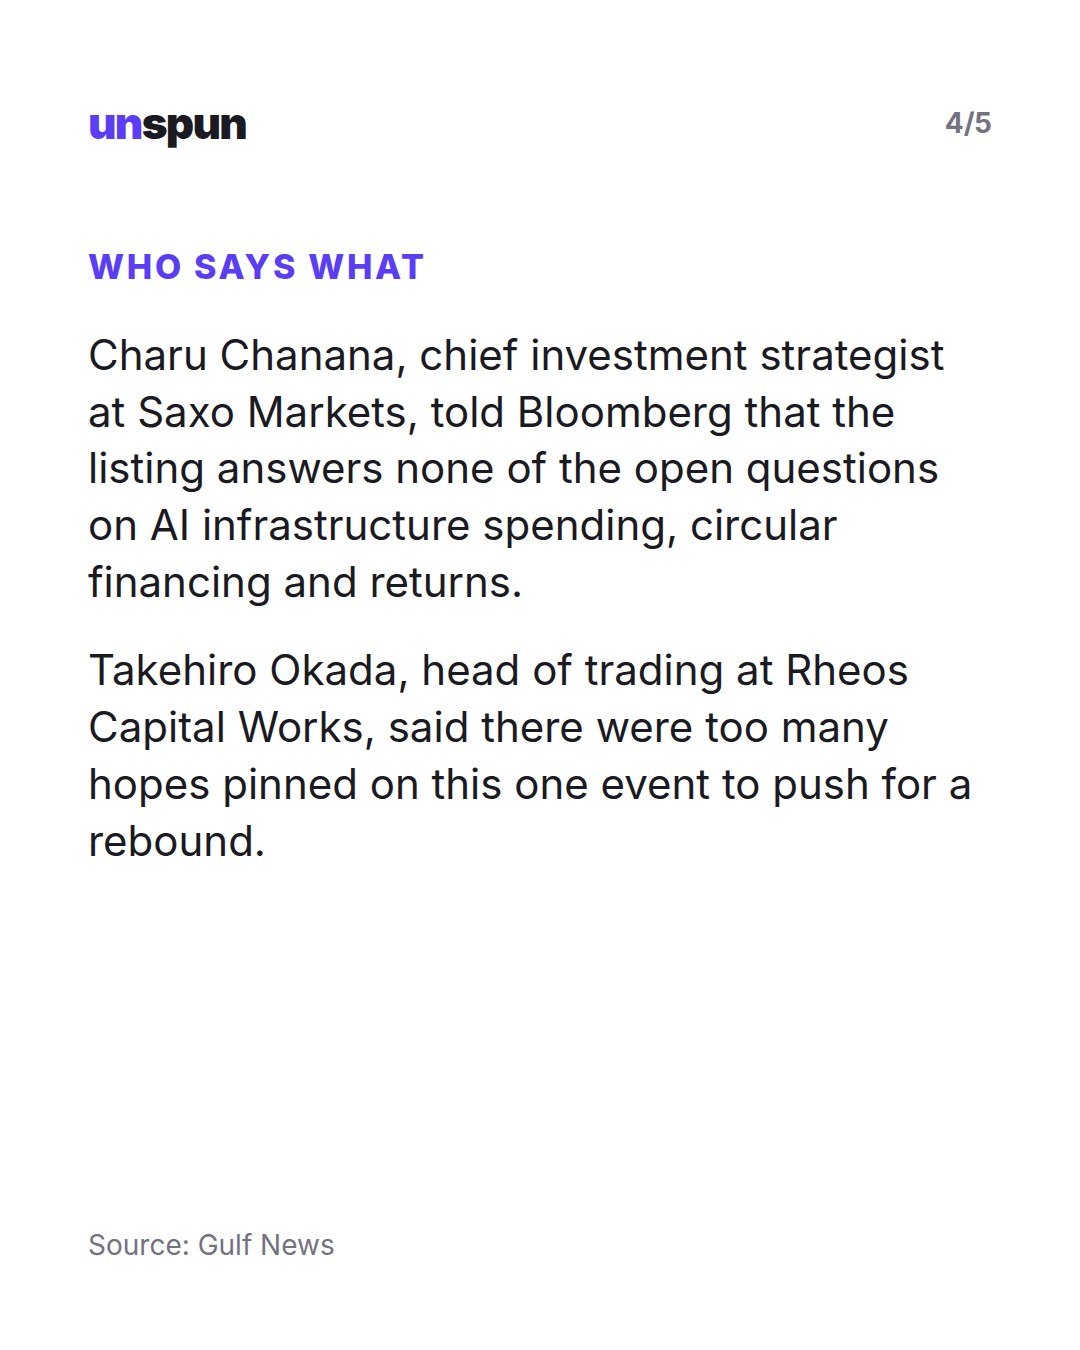 unspun
4/5
WHO SAYS WHAT
Charu Chanana, chief investment strategist
at Saxo Markets, told Bloomberg that the
listing answers none of the open questions
on AI infrastructure spending, circular
financing and returns.
Takehiro Okada, head of trading at Rheos
Capital Works, said there were too many
hopes pinned on this one event to push for a
rebound.
Source: Gulf News